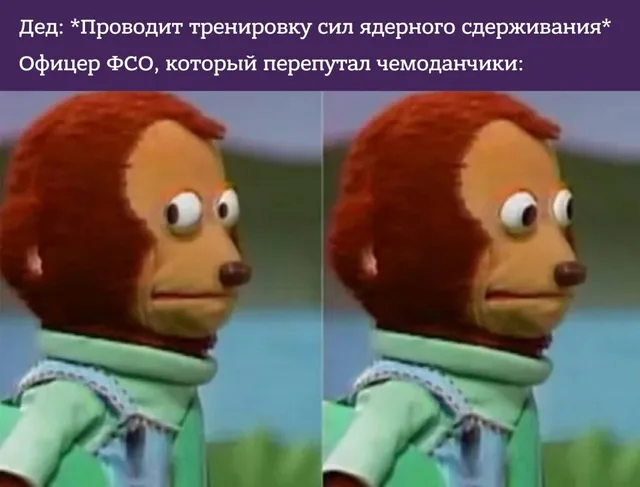 Дед: *Проводит тренировку сил ядерного сдерживания*
Офицер ФСО, который перепутал чемоданчики: